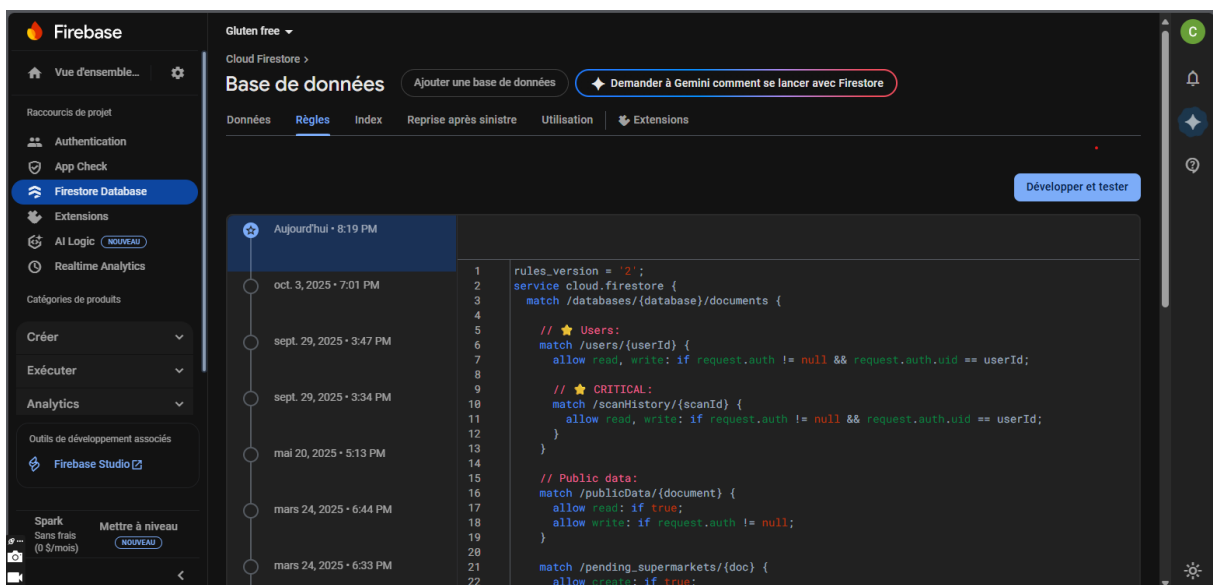 Firebase
Vue d'ensemble...
Raccourcis de projet
Authentication
App Check
Firestore Database
Extensions
AI Logic NOUVEAU
Realtime Analytics
Catégories de produits
Créer
Exécuter
Analytics
Outils de développement associés
Firebase Studio
Spark
Sans frais
(0 $/mois)
Mettre à niveau
NOUVEAU
Gluten free
Cloud Firestore >
Base de données
Ajouter une base de données
Demander à Gemini comment se lancer avec Firestore
Données Règles Index Reprise après sinistre Utilisation Extensions
Développer et tester
Aujourd'hui • 8:19 PM
oct. 3, 2025 • 7:01 PM
sept. 29, 2025 • 3:47 PM
sept. 29, 2025 • 3:34 PM
mai 20, 2025 • 5:13 PM
mars 24, 2025 • 6:44 PM
mars 24, 2025 • 6:33 PM
1 rules_version = '2';
2 service cloud.firestore {
3 match /databases/{database}/documents {
4
5 // ⭐ Users:
6 match /users/{userId} {
7 allow read, write: if request.auth != null && request.auth.uid == userId;
8
9 // ⭐ CRITICAL:
10 match /scanHistory/{scanId} {
11 allow read, write: if request.auth != null && request.auth.uid == userId;
12 }
13 }
14
15 // Public data:
16 match /publicData/{document} {
17 allow read: if true;
18 allow write: if request.auth != null;
19 }
20
21 match /pending_supermarkets/{doc} {
22 allow create: if true;
C